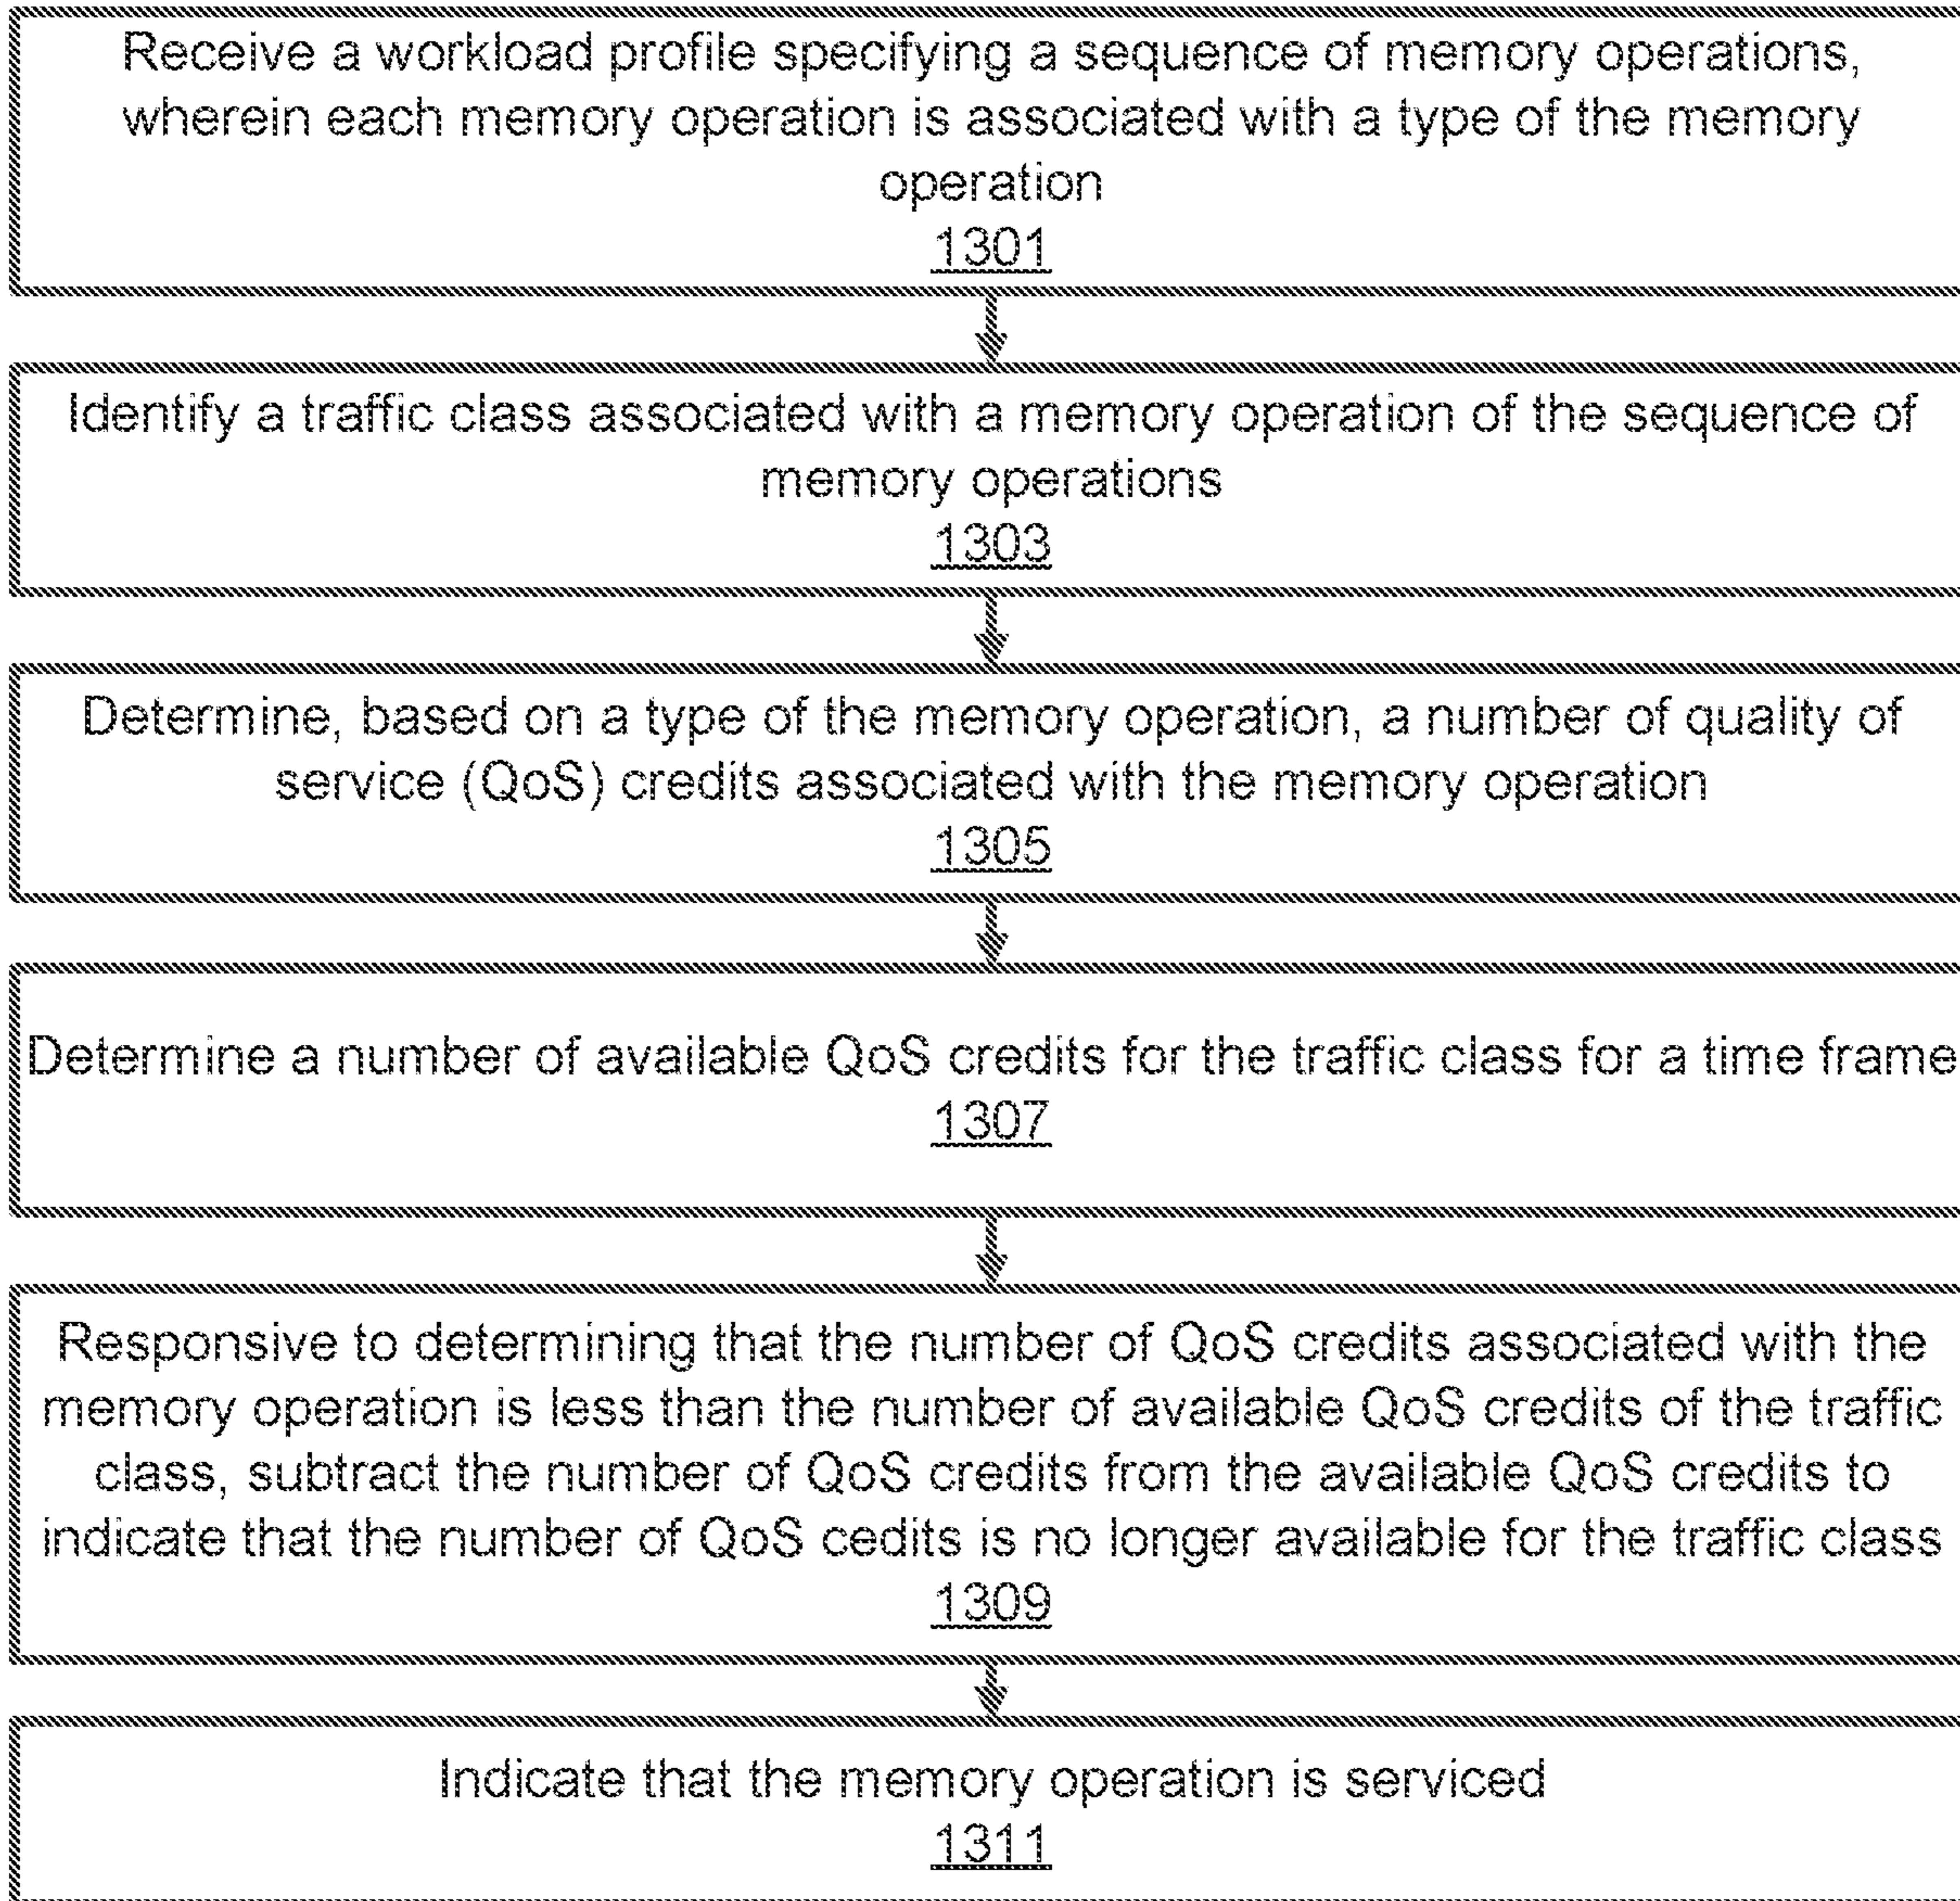 Receive a workload profile specifying a sequence of memory operations,
wherein each memory operation is associated with a type of the memory
operation
1301
Identify a traffic class associated with a memory operation of the sequence of
memory operations
1303
Determine, based on a type of the memory operation, a number of quality of
service (QoS) credits associated with the memory operation
1305
Determine a number of available QoS credits for the traffic class for a time frame
1307
Responsive to determining that the number of QoS credits associated with the
memory operation is less than the number of available QoS credits of the traffic
class, subtract the number of QoS credits from the available QoS credits to
indicate that the number of QoS cedits is no longer available for the traffic class
1309
Indicate that the memory operation is serviced
1311